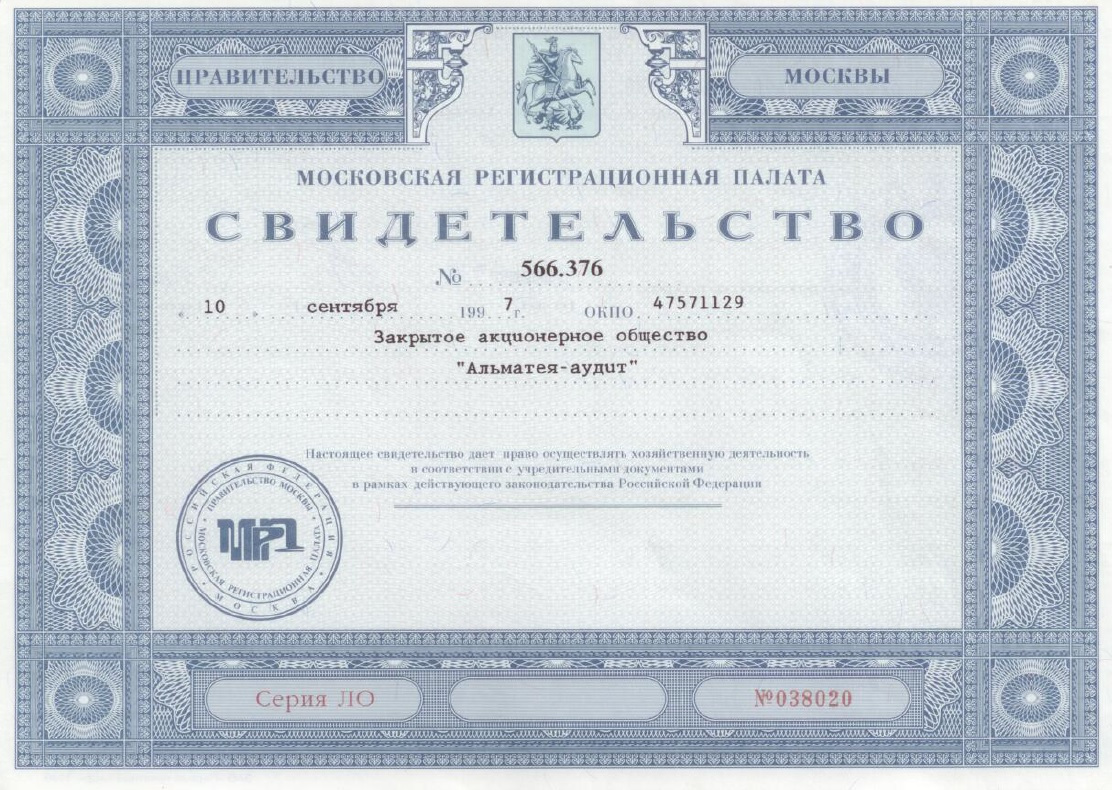 ПРАВИТЕЛЬСТВО МОСКВЫ
МОСКОВСКАЯ РЕГИСТРАЦИОННАЯ ПАЛАТА
СВИДЕТЕЛЬСТВО
№ 566.376
« 10 » сентября 1997 г. ОКПО 47571129
Закрытое акционерное общество
"Альматея-аудит"
Настоящее свидетельство дает право осуществлять хозяйственную деятельность
в соответствии с учредительными документами
в рамках действующего законодательства Российской Федерации
РОССИЙСКАЯ ФЕДЕРАЦИЯ
МОСКВА
ПРАВИТЕЛЬСТВО МОСКВЫ
МОСКОВСКАЯ РЕГИСТРАЦИОННАЯ ПАЛАТА
МРП
Серия ЛО
№038020